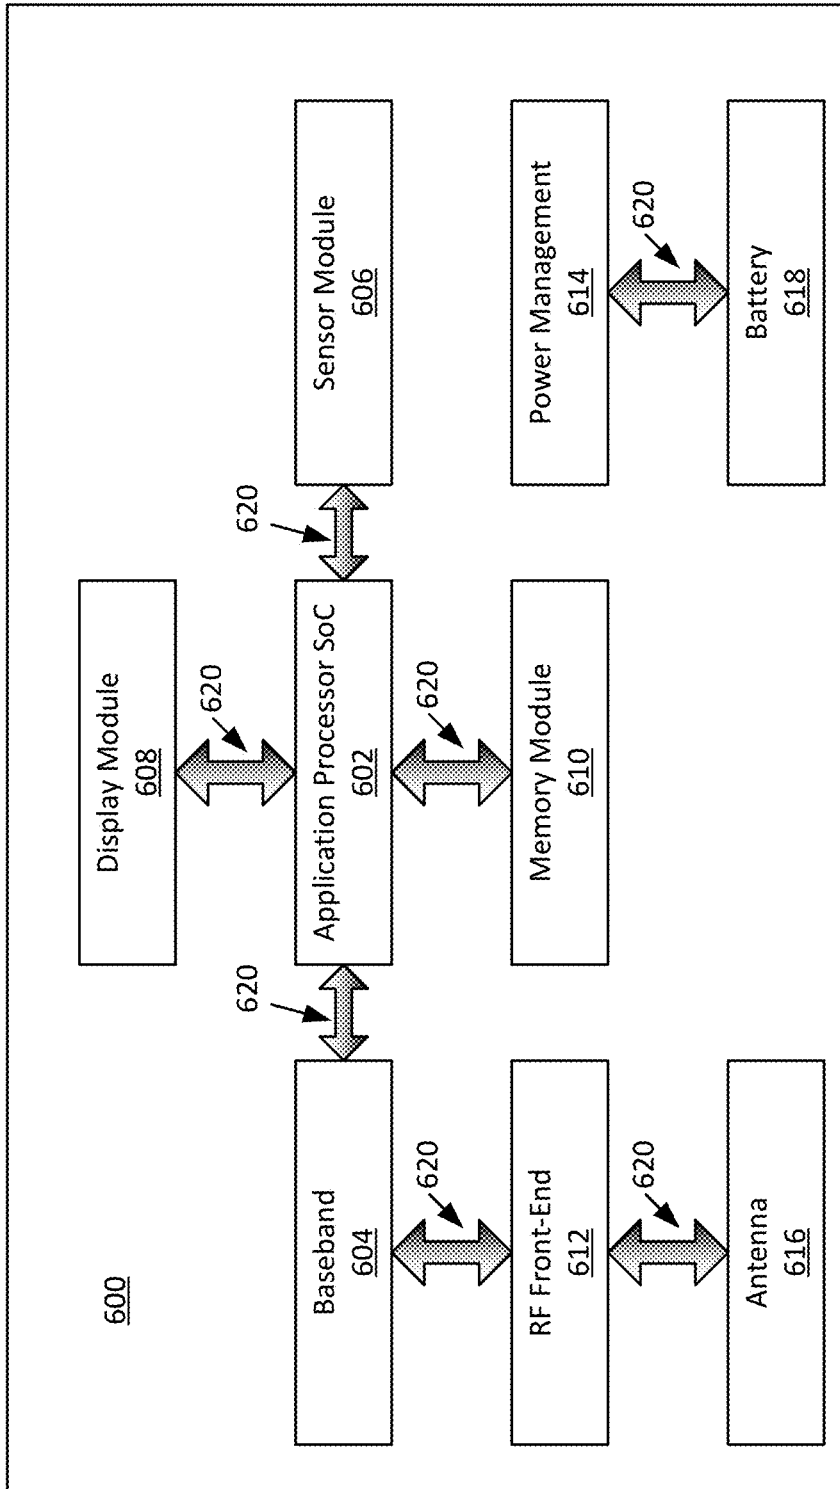 600
Display Module
608
620
Baseband
604
620
Application Processor SoC
602
620
Sensor Module
606
620
620
RF Front-End
612
Memory Module
610
Power Management
614
620
620
Antenna
616
Battery
618